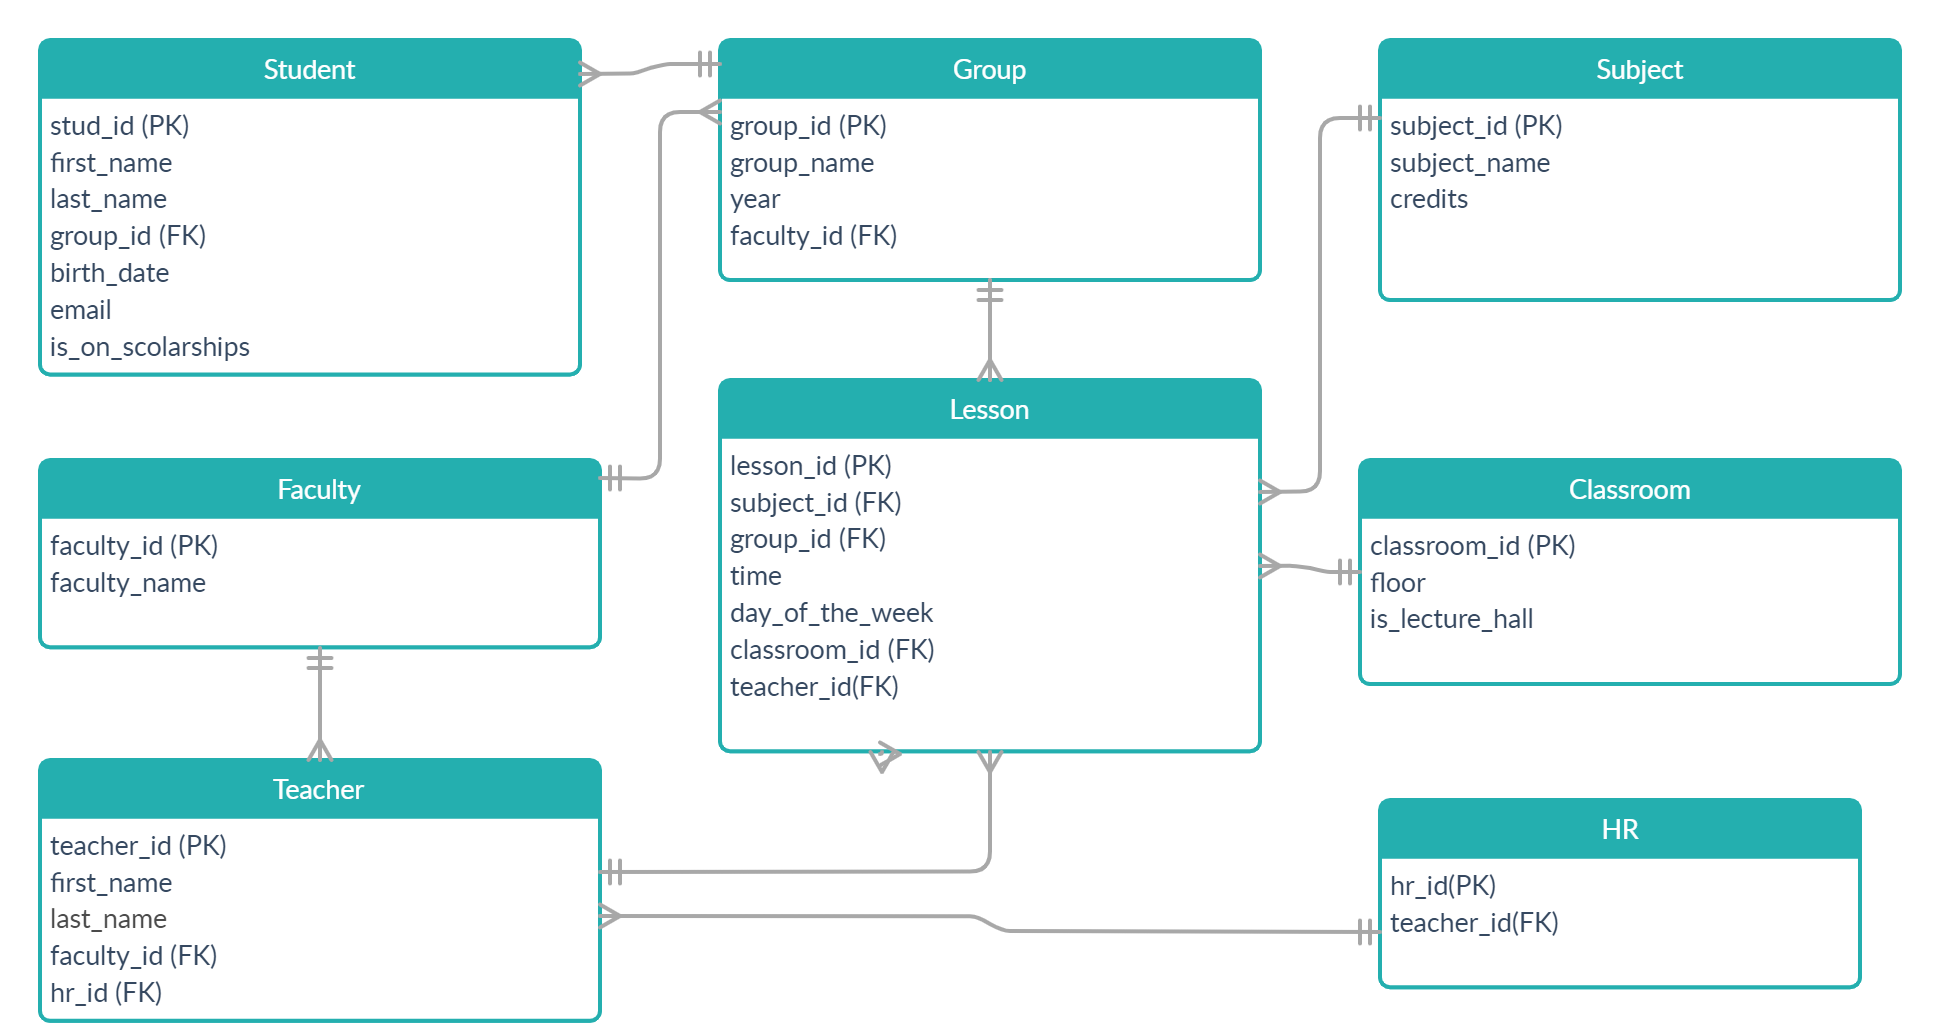 Student
stud_id (PK)
first_name
last_name
group_id (FK)
birth_date
email
is_on_scolarships
Group
group_id (PK)
group_name
year
faculty_id (FK)
Subject
subject_id (PK)
subject_name
credits
Faculty
faculty_id (PK)
faculty_name
Lesson
lesson_id (PK)
subject_id (FK)
group_id (FK)
time
day_of_the_week
classroom_id (FK)
teacher_id(FK)
Classroom
classroom_id (PK)
floor
is_lecture_hall
Teacher
teacher_id (PK)
first_name
last_name
faculty_id (FK)
hr_id (FK)
HR
hr_id(PK)
teacher_id(FK)